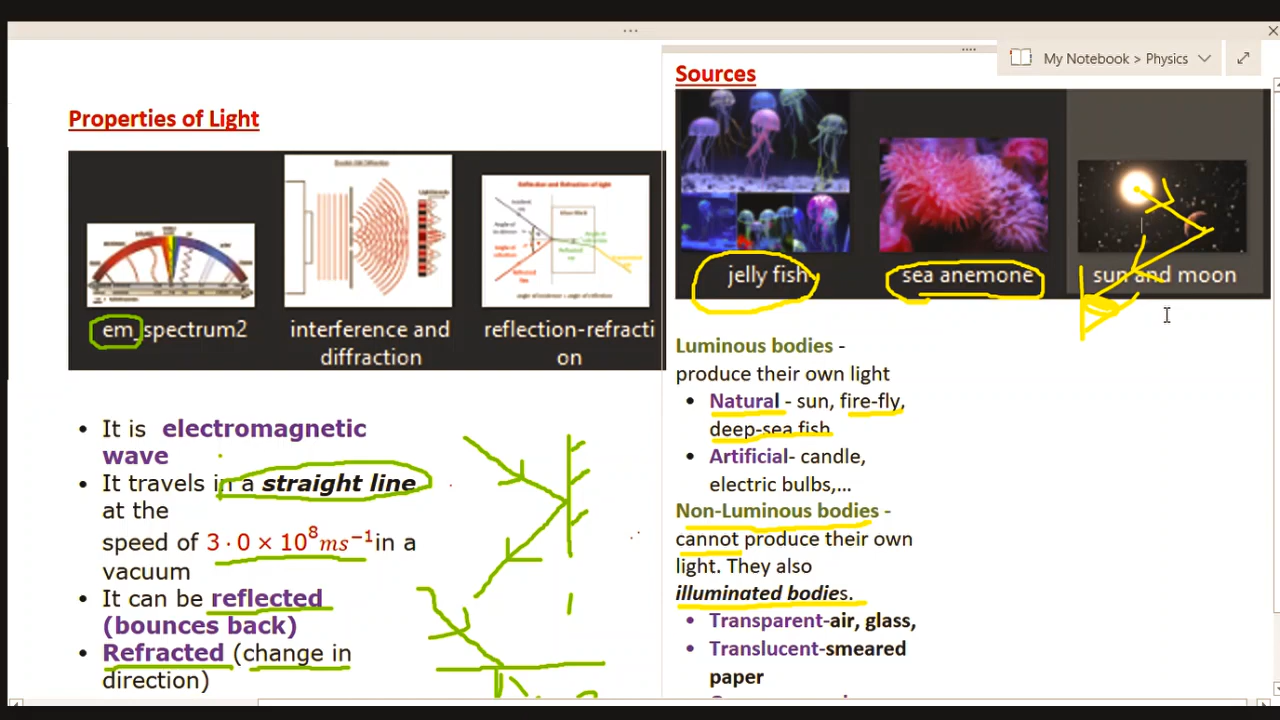 My Notebook > Physics
Properties of Light
em_spectrum2
interference and
diffraction
reflection-refracti
on
• It is electromagnetic
wave
• It travels in a straight line
at the
speed of 3·0 × 10⁸ms⁻¹in a
vacuum
• It can be reflected
(bounces back)
• Refracted (change in
direction)
Sources
jelly fish
sea anemone
sun and moon
Luminous bodies -
produce their own light
• Natural - sun, fire-fly,
deep-sea fish
• Artificial- candle,
electric bulbs,...
Non-Luminous bodies -
cannot produce their own
light. They also
illuminated bodies.
• Transparent-air, glass,
• Translucent-smeared
paper